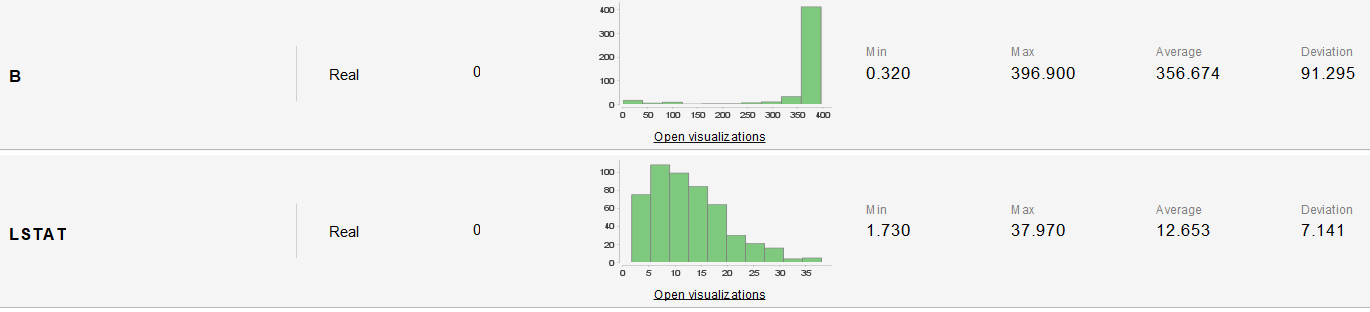 B
Real
0
400
300
200
100
0
0 50 100 150 200 250 300 350 400
Open visualizations
Min Max Average Deviation
0.320 396.900 356.674 91.295
LSTAT
Real
0
100
80
60
40
20
0
0 5 10 15 20 25 30 35
Open visualizations
Min Max Average Deviation
1.730 37.970 12.653 7.141